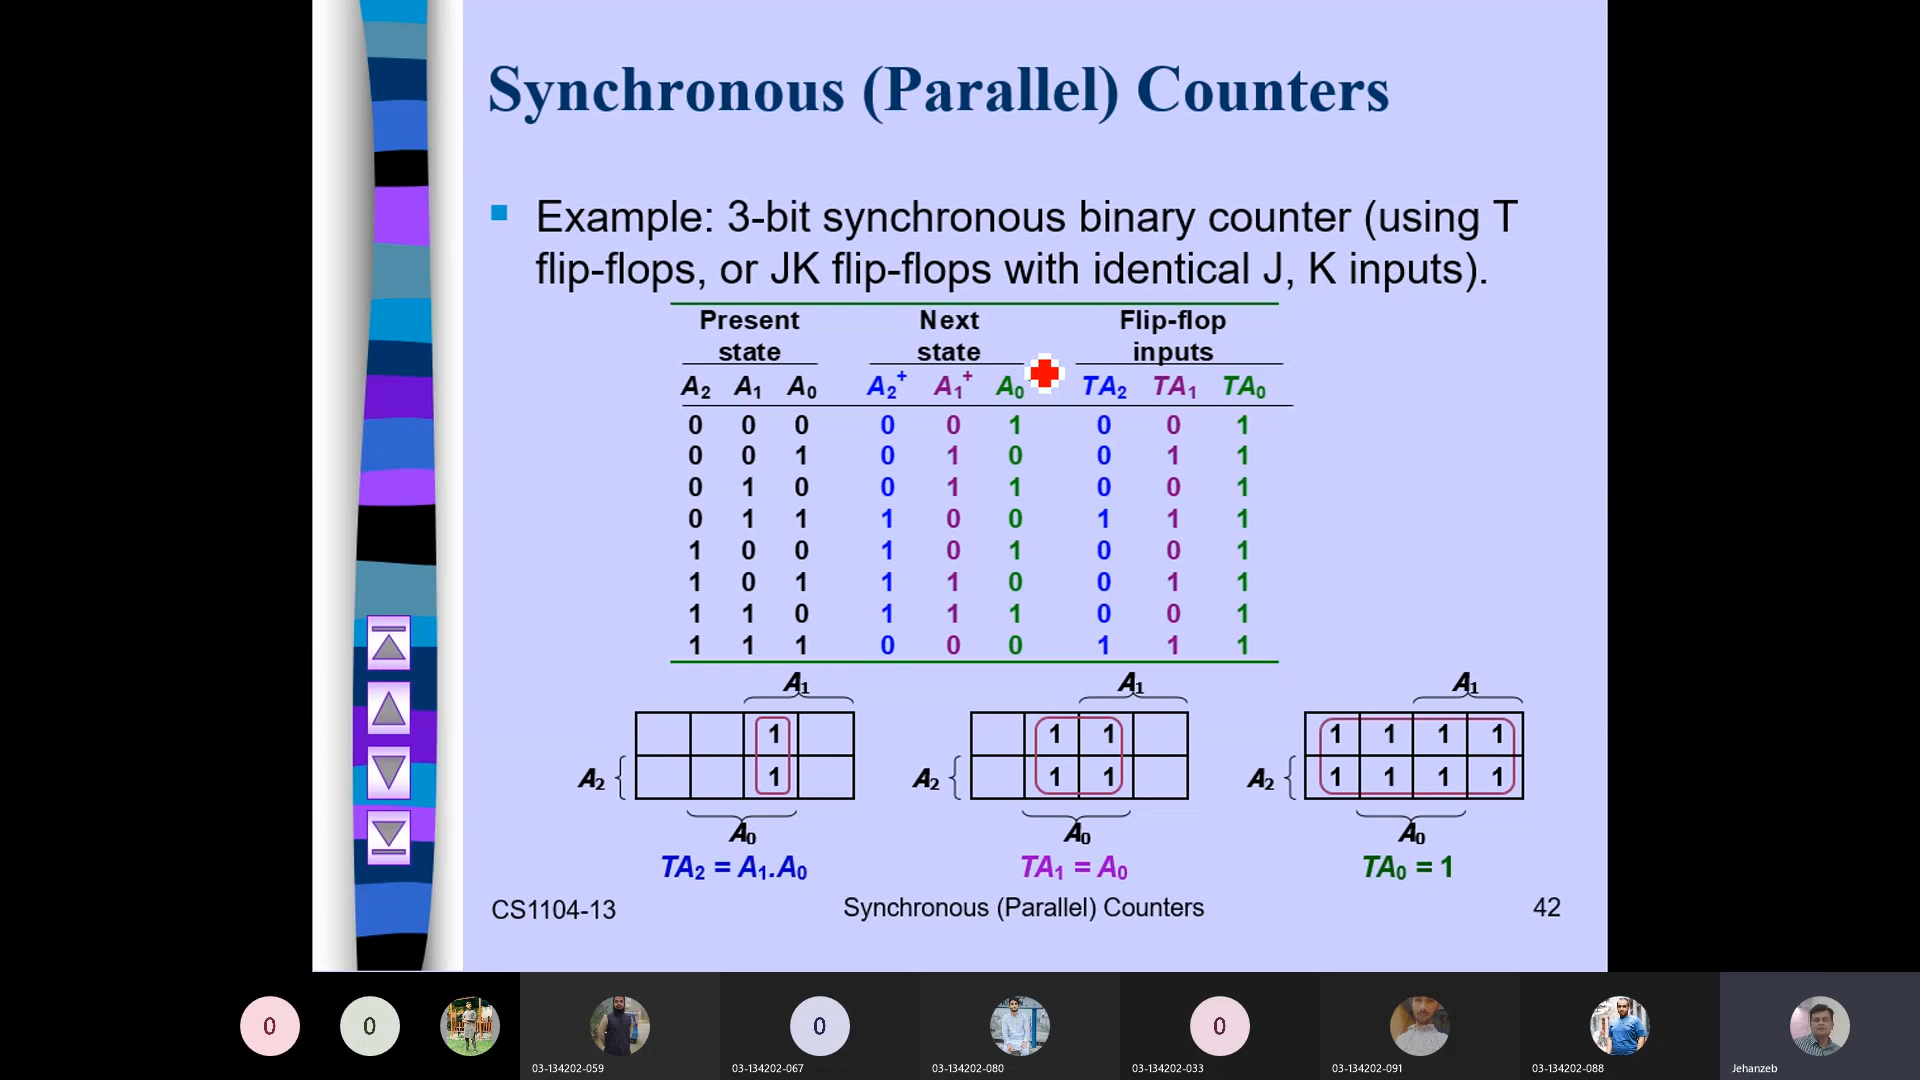 Synchronous (Parallel) Counters
Example: 3-bit synchronous binary counter (using T
flip-flops, or JK flip-flops with identical J, K inputs).
Present Next Flip-flop
state state inputs
A2 A1 A0 A2+ A1+ A0 TA2 TA1 TA0
0 0 0 0 0 1 0 0 1
0 0 1 0 1 0 0 1 1
0 1 0 0 1 1 0 0 1
0 1 1 1 0 0 1 1 1
1 0 0 1 0 1 0 0 1
1 0 1 1 1 0 0 1 1
1 1 0 1 1 1 0 0 1
1 1 1 0 0 0 1 1 1
A1 A1 A1
1 1 1 1 1 1 1
A2 1 A2 1 1 A2 1 1 1 1
A0 A0 A0
TA2 = A1.A0 TA1 = A0 TA0 = 1
CS1104-13 Synchronous (Parallel) Counters 42
0 0 0 0
03-134202-059 03-134202-067 03-134202-080 03-134202-033 03-134202-091 03-134202-088 Jehanzeb